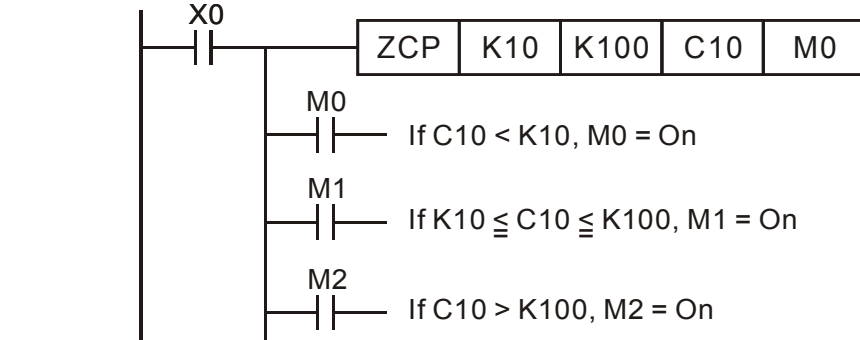 X0
ZCP K10 K100 C10 M0
M0
If C10 < K10, M0 = On
M1
If K10 ≦ C10 ≦ K100, M1 = On
M2
If C10 > K100, M2 = On